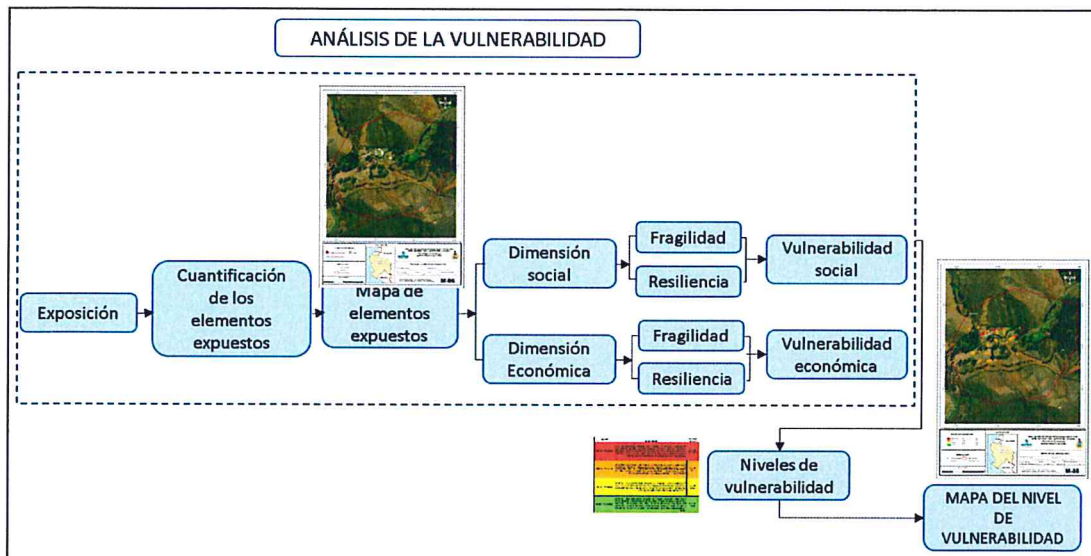 ANÁLISIS DE LA VULNERABILIDAD
Exposición
Cuantificación
de los
elementos
expuestos
Mapa de
elementos
expuestos
Dimensión
social
Fragilidad
Resiliencia
Vulnerabilidad
social
Dimensión
Económica
Fragilidad
Resiliencia
Vulnerabilidad
económica
Niveles de
vulnerabilidad
MAPA DEL NIVEL
DE
VULNERABILIDAD